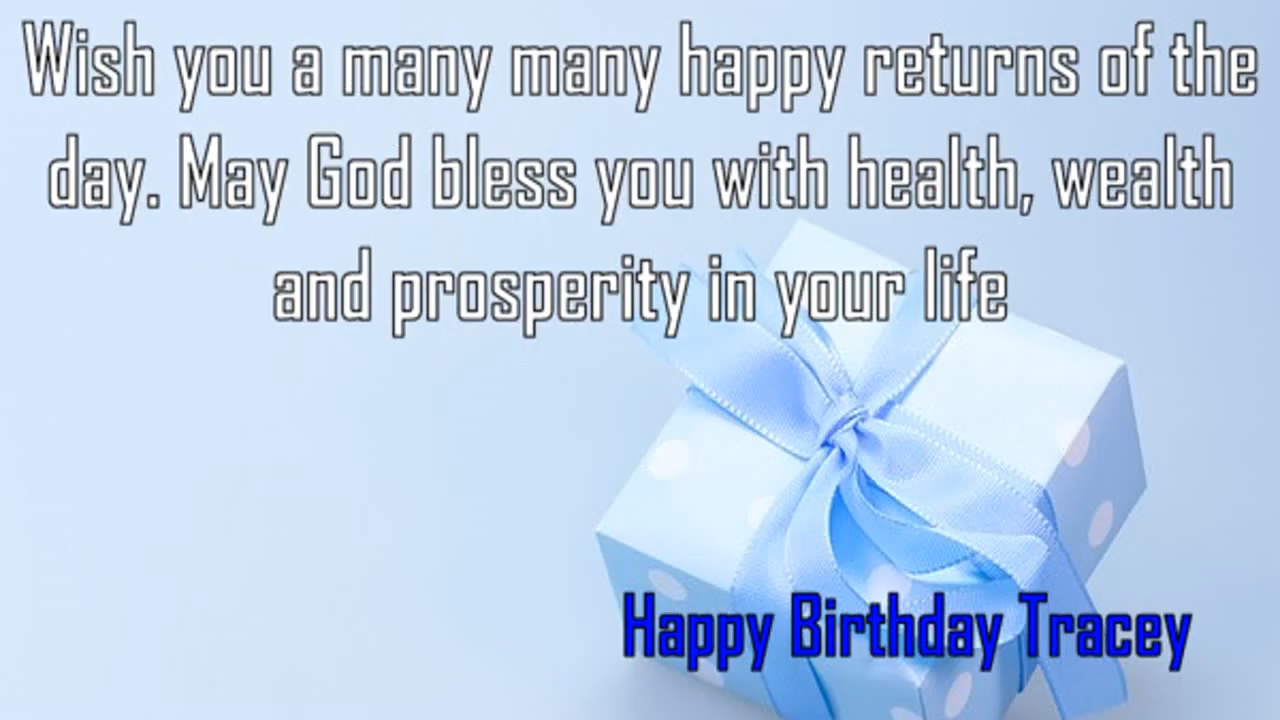 Wish you a many many happy returns of the
day. May God bless you with health, wealth
and prosperity in your life
Happy Birthday Tracey